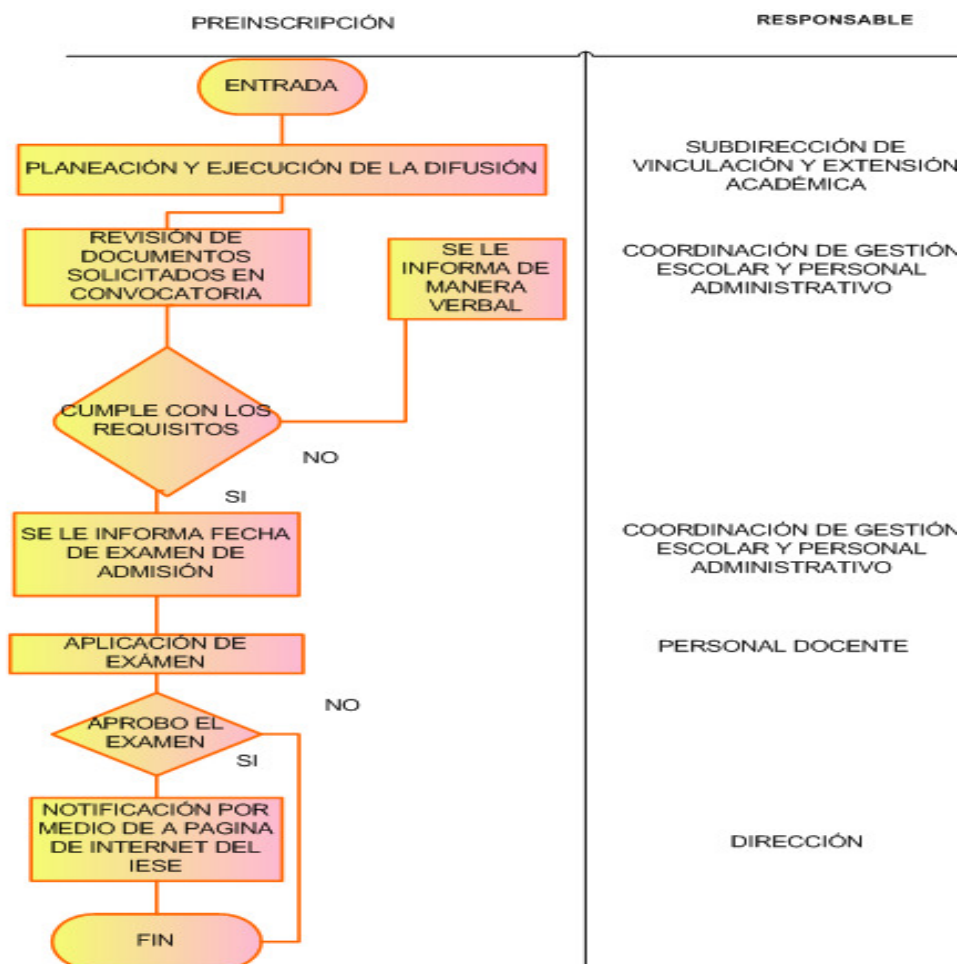 PREINSCRIPCIÓN
RESPONSABLE
ENTRADA
PLANEACIÓN Y EJECUCIÓN DE LA DIFUSIÓN
SUBDIRECCIÓN DE
VINCULACIÓN Y EXTENSIÓN
ACADÉMICA
REVISIÓN DE
DOCUMENTOS
SOLICITADOS EN
CONVOCATORIA
SE LE
INFORMA DE
MANERA
VERBAL
COORDINACIÓN DE GESTIÓN
ESCOLAR Y PERSONAL
ADMINISTRATIVO
CUMPLE CON LOS
REQUISITOS
NO
SI
SE LE INFORMA FECHA
DE EXAMEN DE
ADMISIÓN
COORDINACIÓN DE GESTIÓN
ESCOLAR Y PERSONAL
ADMINISTRATIVO
APLICACIÓN DE
EXÁMEN
PERSONAL DOCENTE
NO
APROBO EL
EXAMEN
SI
NOTIFICACIÓN POR
MEDIO DE A PAGINA
DE INTERNET DEL
IESE
DIRECCIÓN
FIN